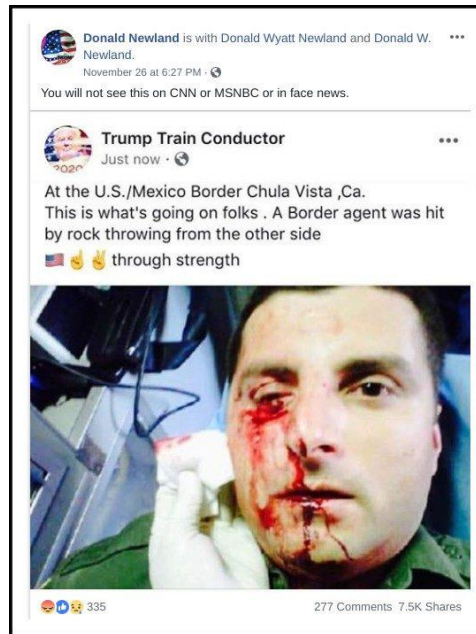 Donald Newland is with Donald Wyatt Newland and Donald W.
Newland.
November 26 at 6:27 PM ·
You will not see this on CNN or MSNBC or in face news.
Trump Train Conductor
Just now ·
2020
At the U.S./Mexico Border Chula Vista ,Ca.
This is what's going on folks . A Border agent was hit
by rock throwing from the other side
🇺🇸☝️✌️ through strength
335
277 Comments 7.5K Shares